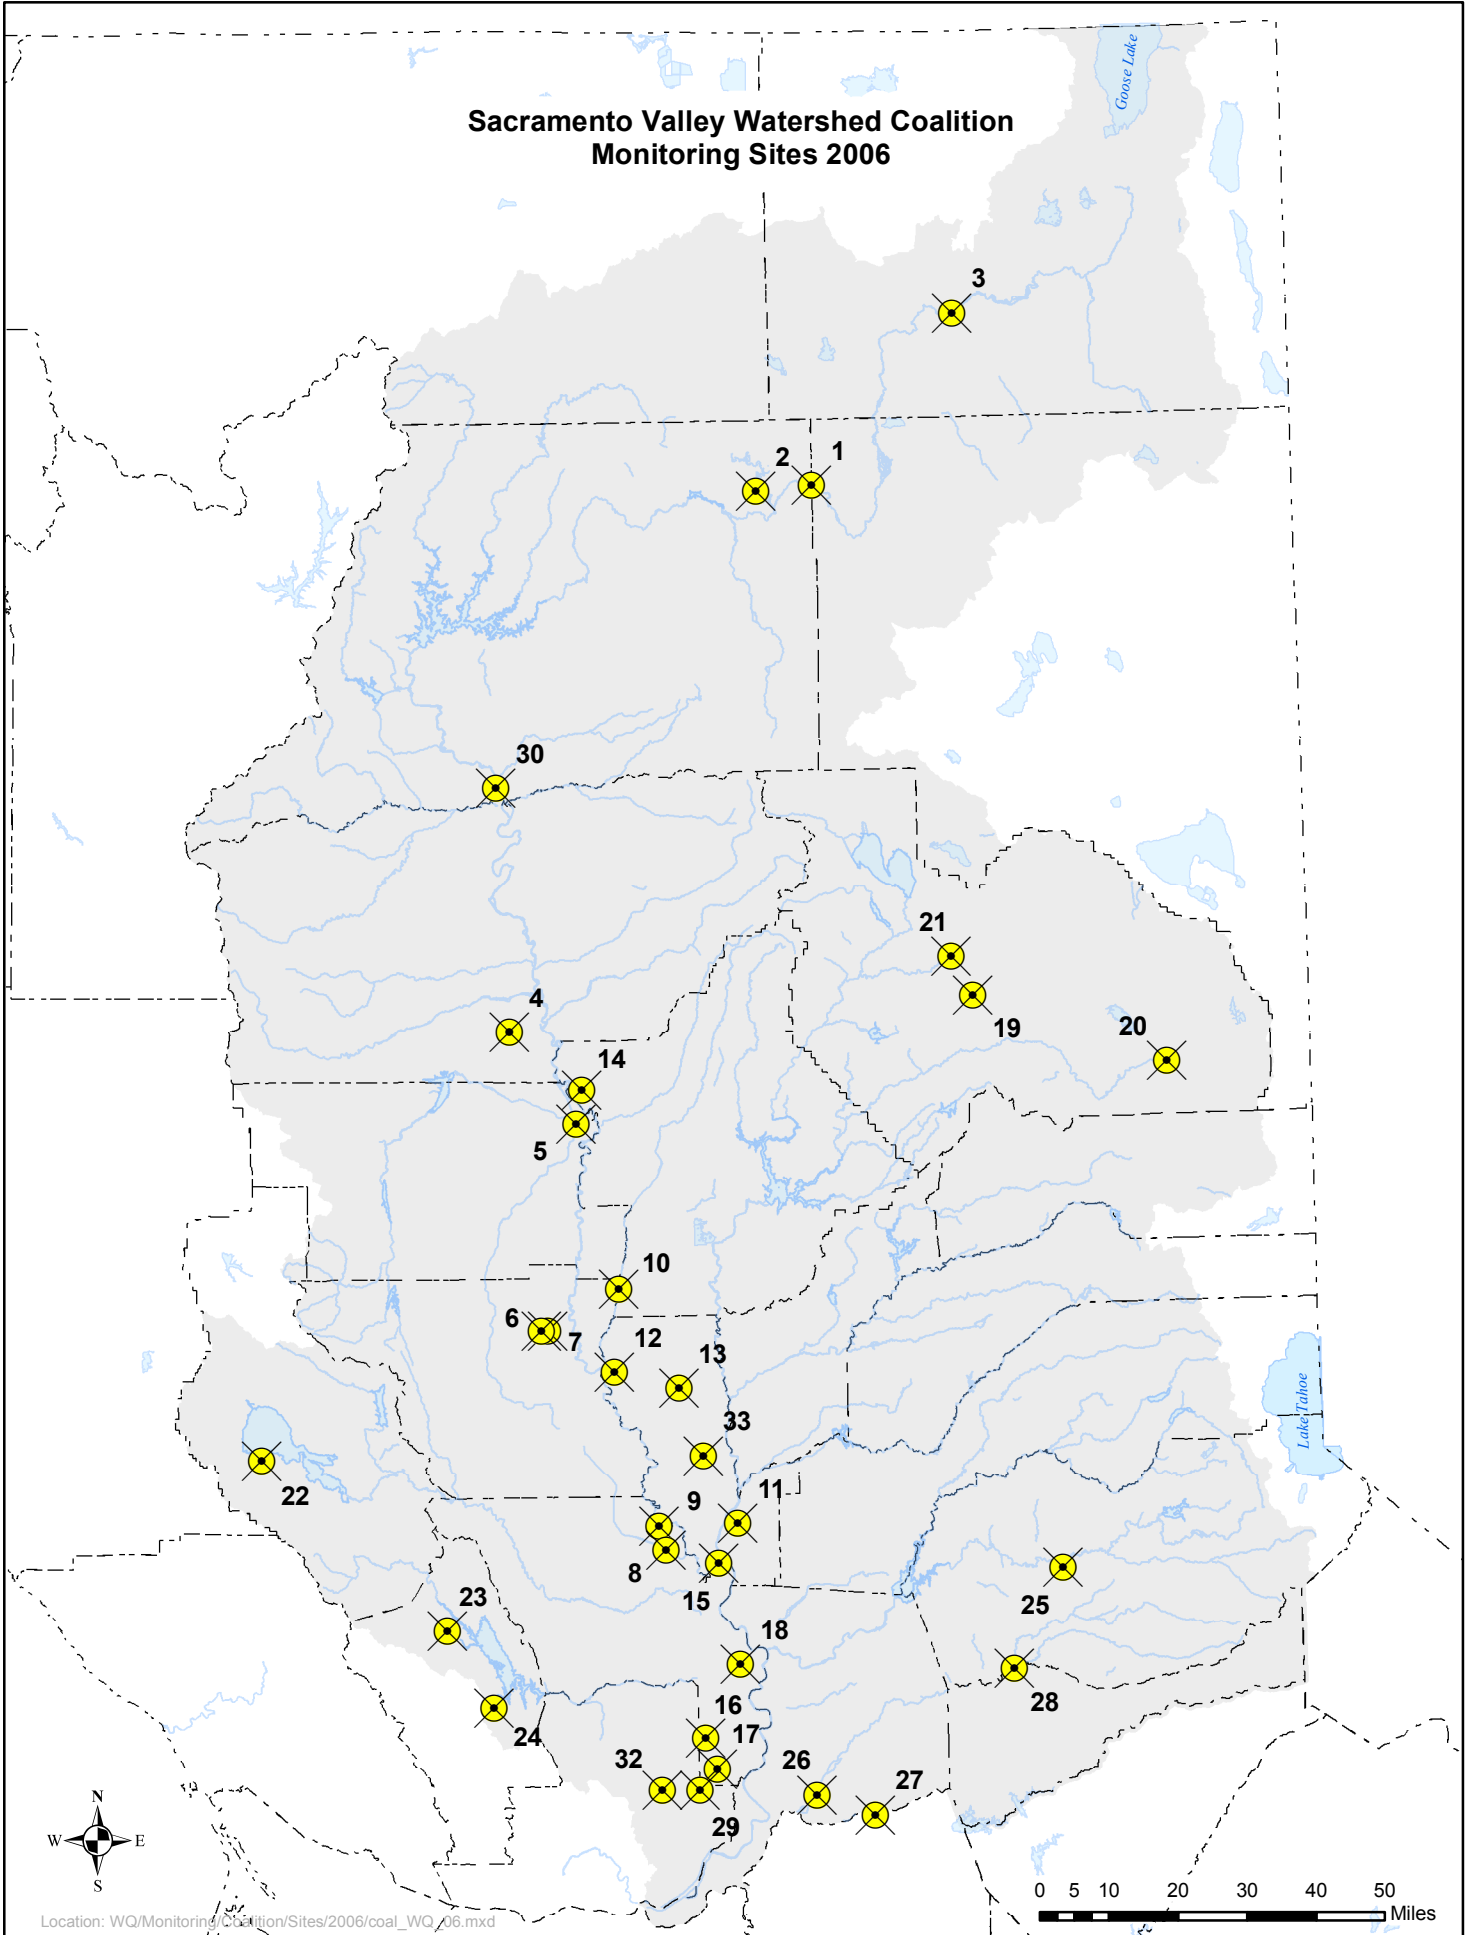 Goose Lake
Sacramento Valley Watershed Coalition
Monitoring Sites 2006
3
2
1
30
21
4
19
20
14
5
10
6
7
12
13
33
22
9
11
8
15
25
23
18
28
24
16
17
32
26
27
29
Lake Tahoe
N
W
E
S
0 5 10 20 30 40 50
Miles
Location: WQ/Monitoring/Coalition/Sites/2006/coal_WQ_06.mxd